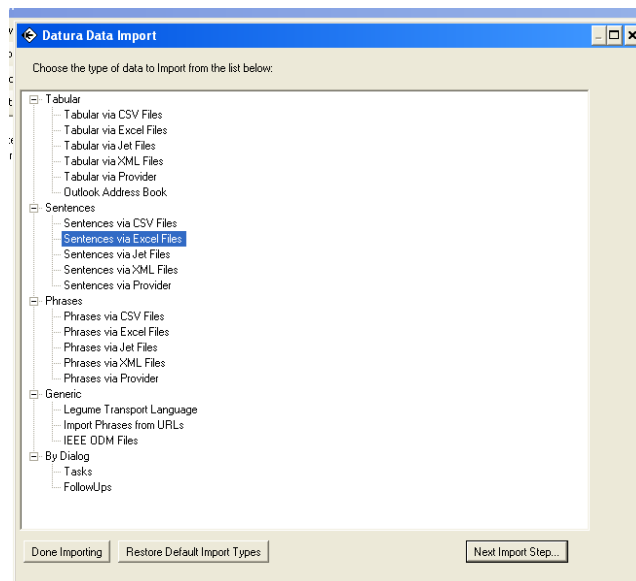 Datura Data Import
Choose the type of data to Import from the list below:
Tabular
Tabular via CSV Files
Tabular via Excel Files
Tabular via Jet Files
Tabular via XML Files
Tabular via Provider
Outlook Address Book
Sentences
Sentences via CSV Files
Sentences via Excel Files
Sentences via Jet Files
Sentences via XML Files
Sentences via Provider
Phrases
Phrases via CSV Files
Phrases via Excel Files
Phrases via Jet Files
Phrases via XML Files
Phrases via Provider
Generic
Legume Transport Language
Import Phrases from URLs
IEEE ODM Files
By Dialog
Tasks
FollowUps
Done Importing Restore Default Import Types Next Import Step...